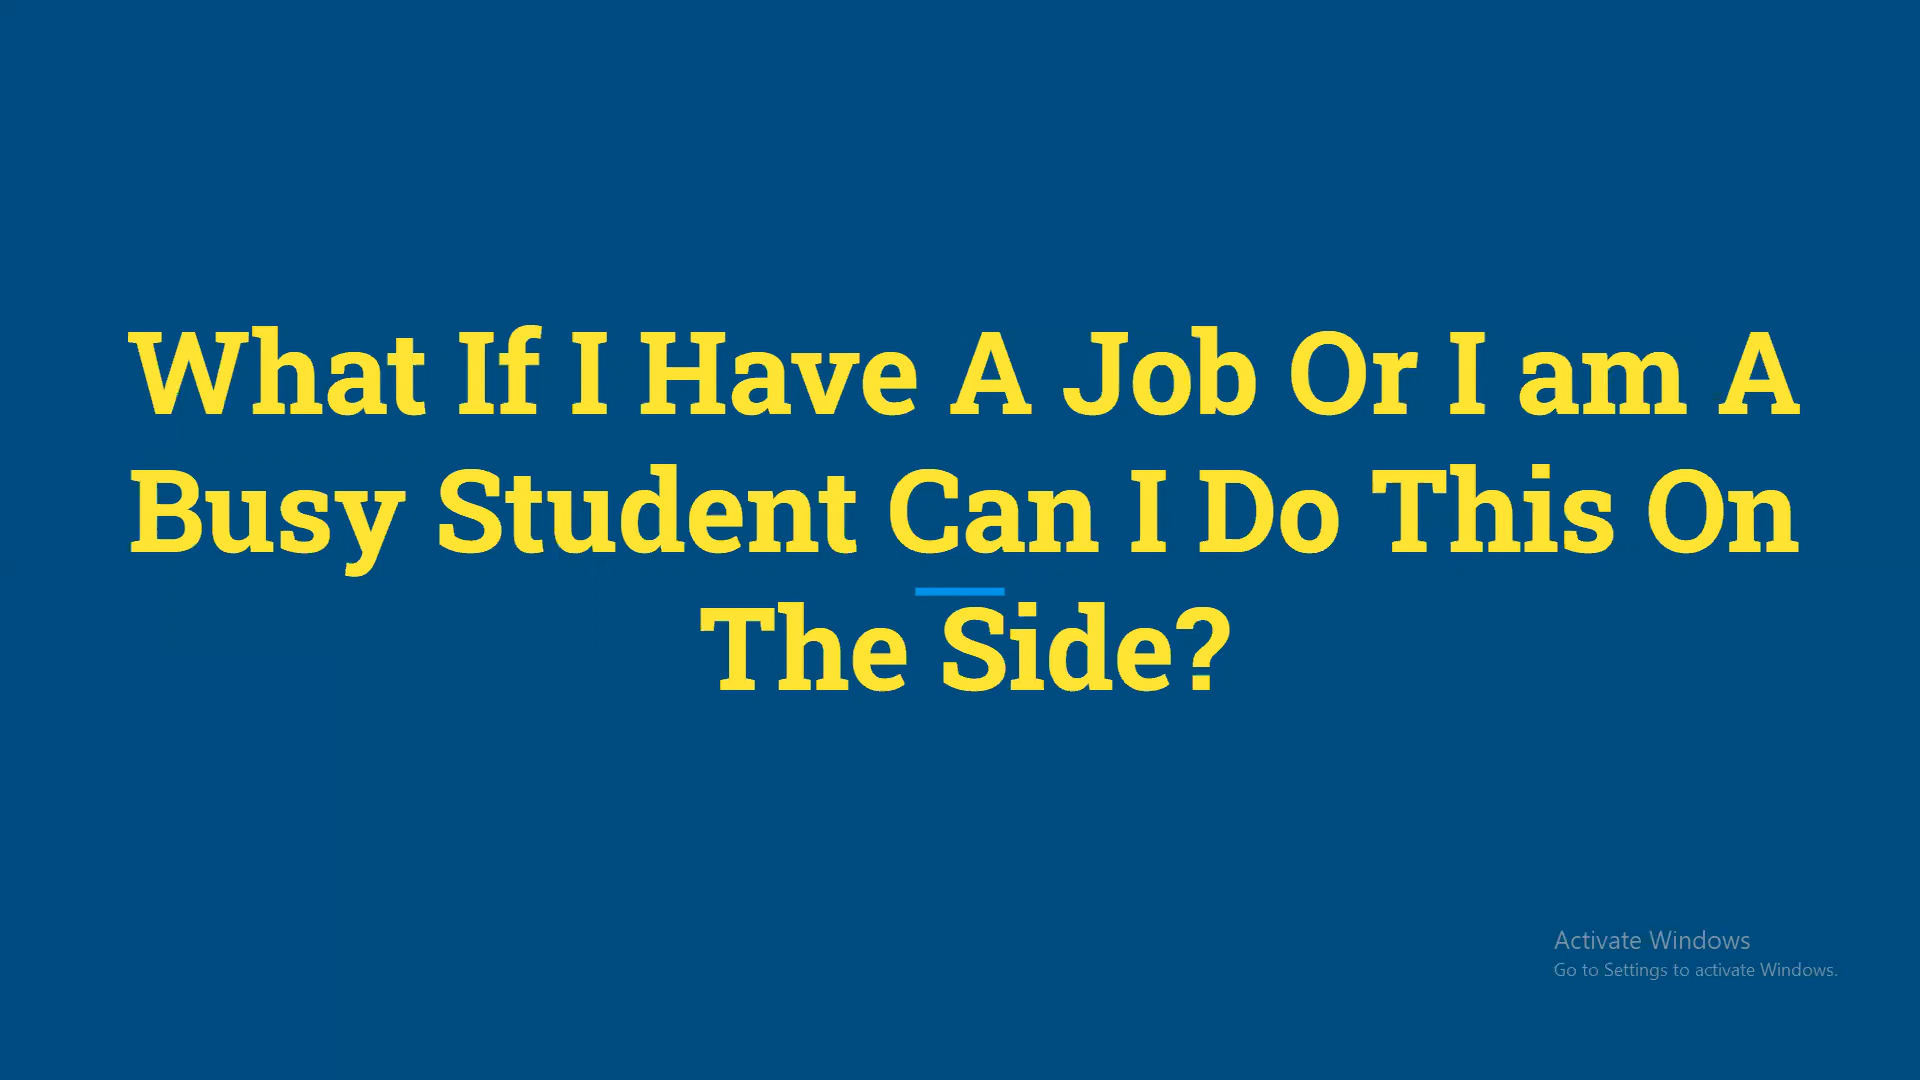 What If I Have A Job Or I am A
Busy Student Can I Do This On
The Side?
Activate Windows
Go to Settings to activate Windows.